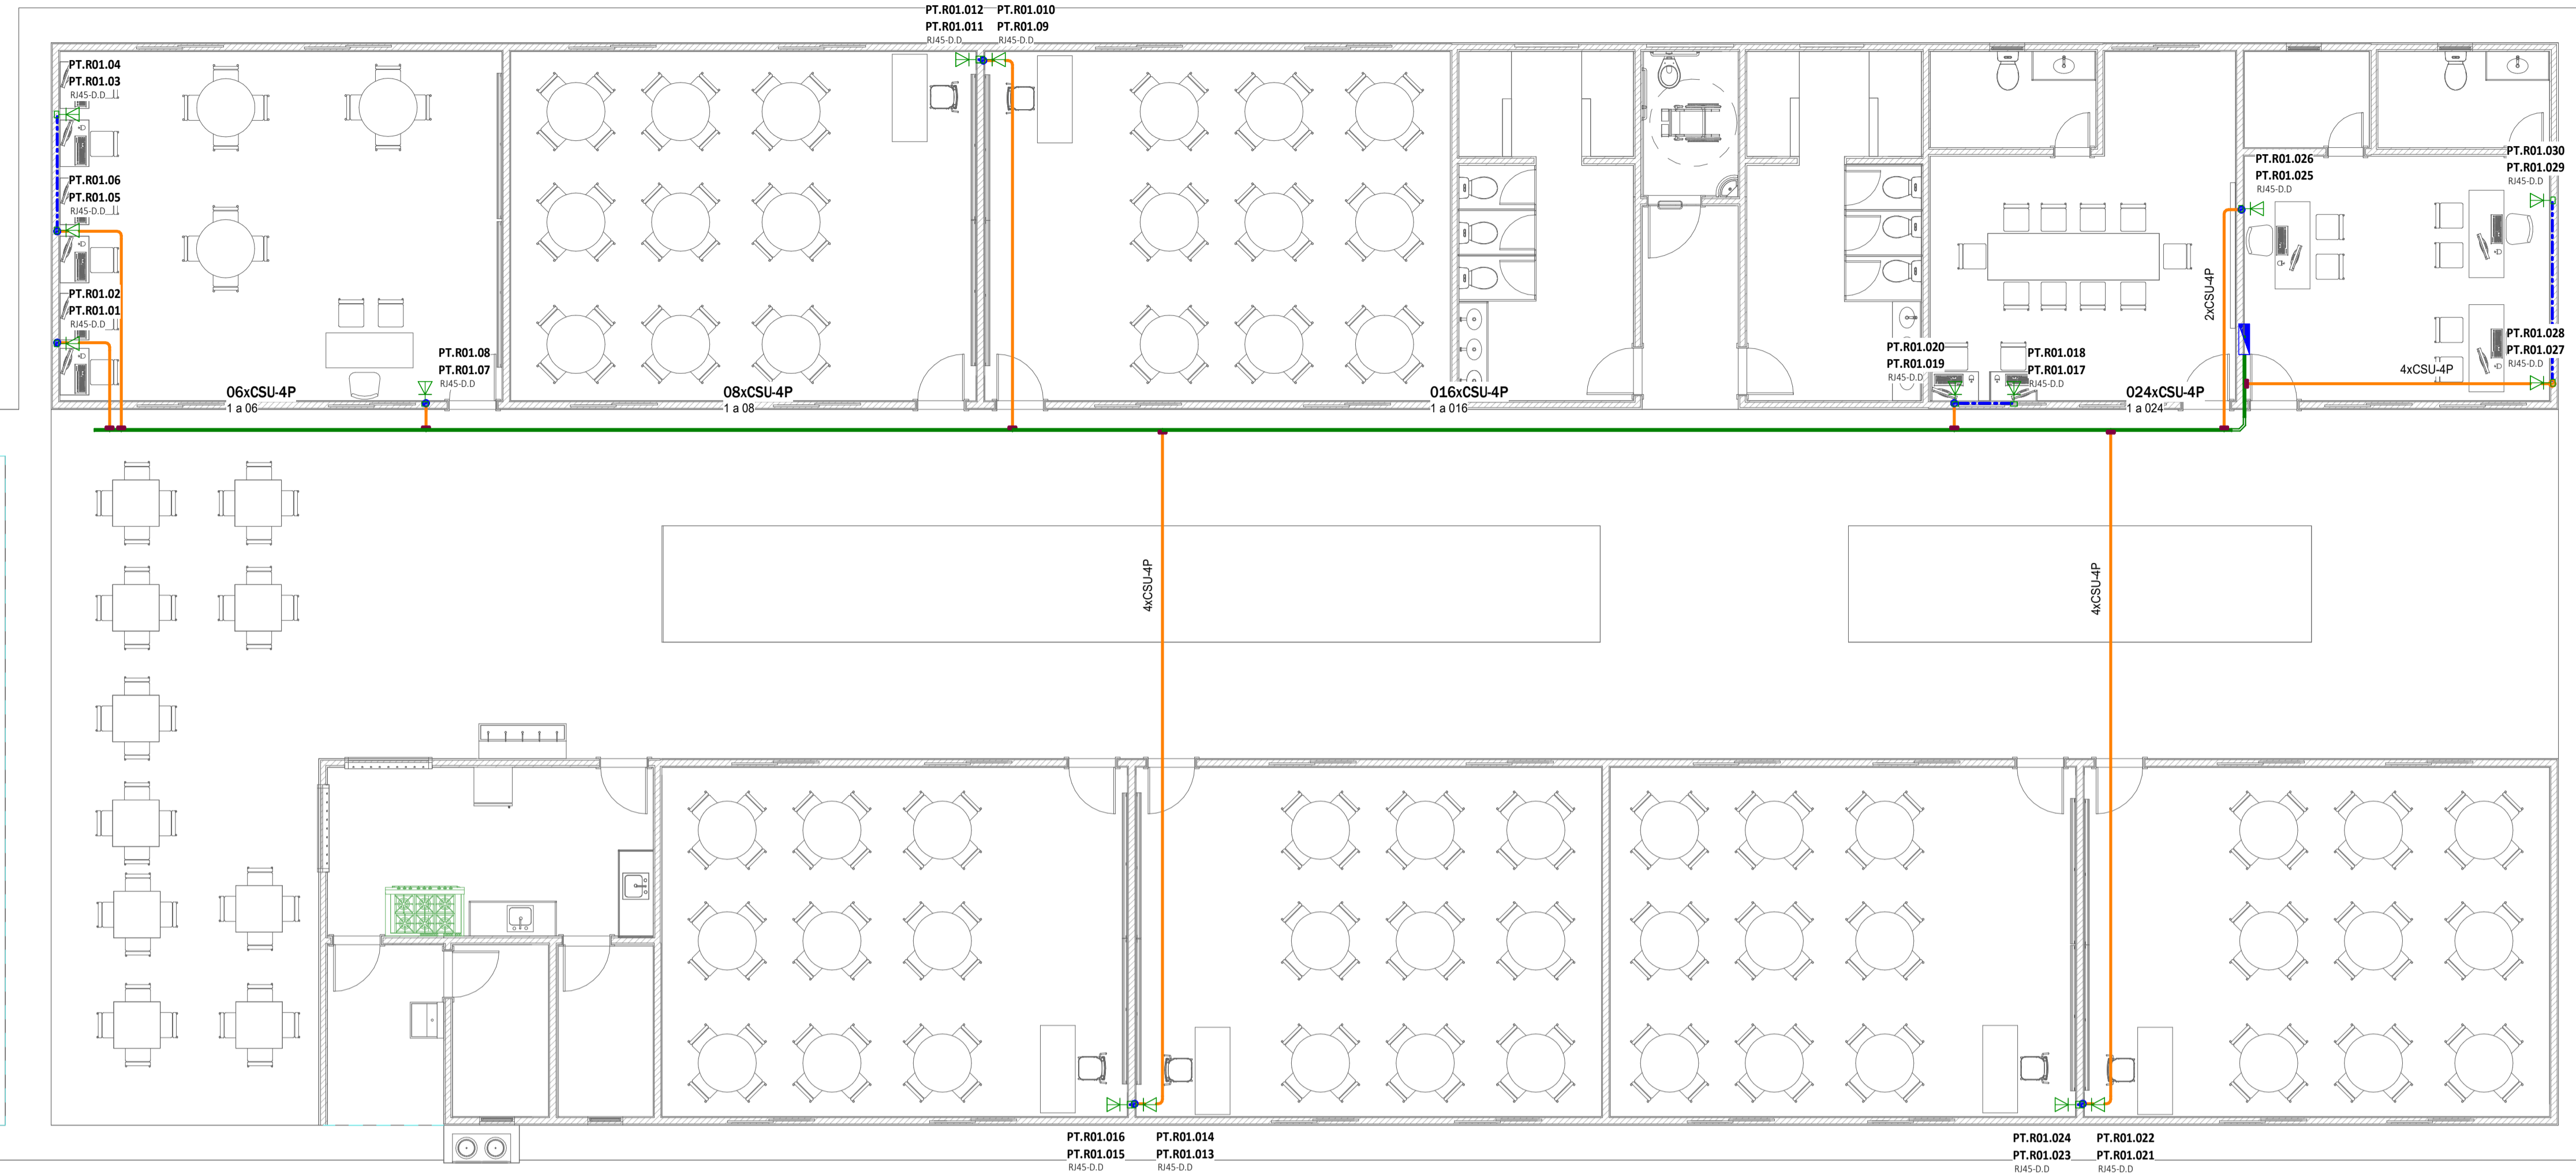 PT.R01.012 PT.R01.010
PT.R01.011 PT.R01.09
RJ45-D.D RJ45-D.D
PT.R01.04
PT.R01.03
RJ45-D.D
PT.R01.06
PT.R01.05
RJ45-D.D
PT.R01.02
PT.R01.01
RJ45-D.D
PT.R01.08
PT.R01.07
RJ45-D.D
PT.R01.026
PT.R01.025
RJ45-D.D
PT.R01.030
PT.R01.029
RJ45-D.D
2xCSU-4P
PT.R01.020
PT.R01.019
RJ45-D.D
PT.R01.018
PT.R01.017
RJ45-D.D
PT.R01.028
PT.R01.027
RJ45-D.D
4xCSU-4P
06xCSU-4P
1 a 06
08xCSU-4P
1 a 08
016xCSU-4P
1 a 016
024xCSU-4P
1 a 024
4xCSU-4P
4xCSU-4P
PT.R01.016 PT.R01.014
PT.R01.015 PT.R01.013
RJ45-D.D RJ45-D.D
PT.R01.024 PT.R01.022
PT.R01.023 PT.R01.021
RJ45-D.D RJ45-D.D